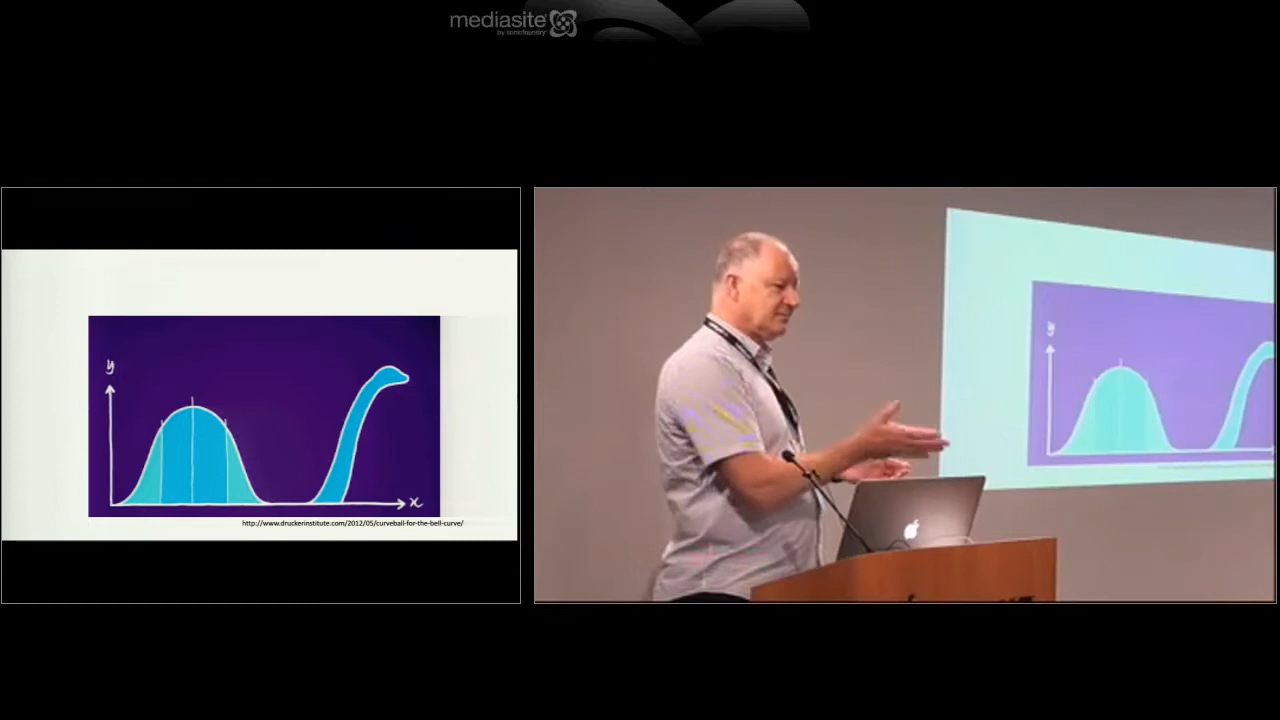 mediasite
by sonicfoundry
y
x
http://www.druckerinstitute.com/2012/05/curveball-for-the-bell-curve/
y